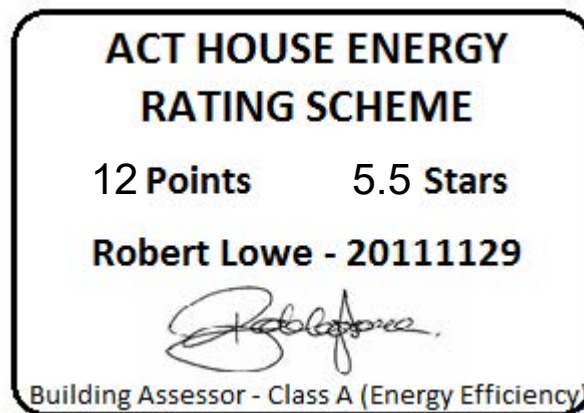 ACT HOUSE ENERGY
RATING SCHEME
12 Points 5.5 Stars
Robert Lowe - 20111129
Building Assessor - Class A (Energy Efficiency)